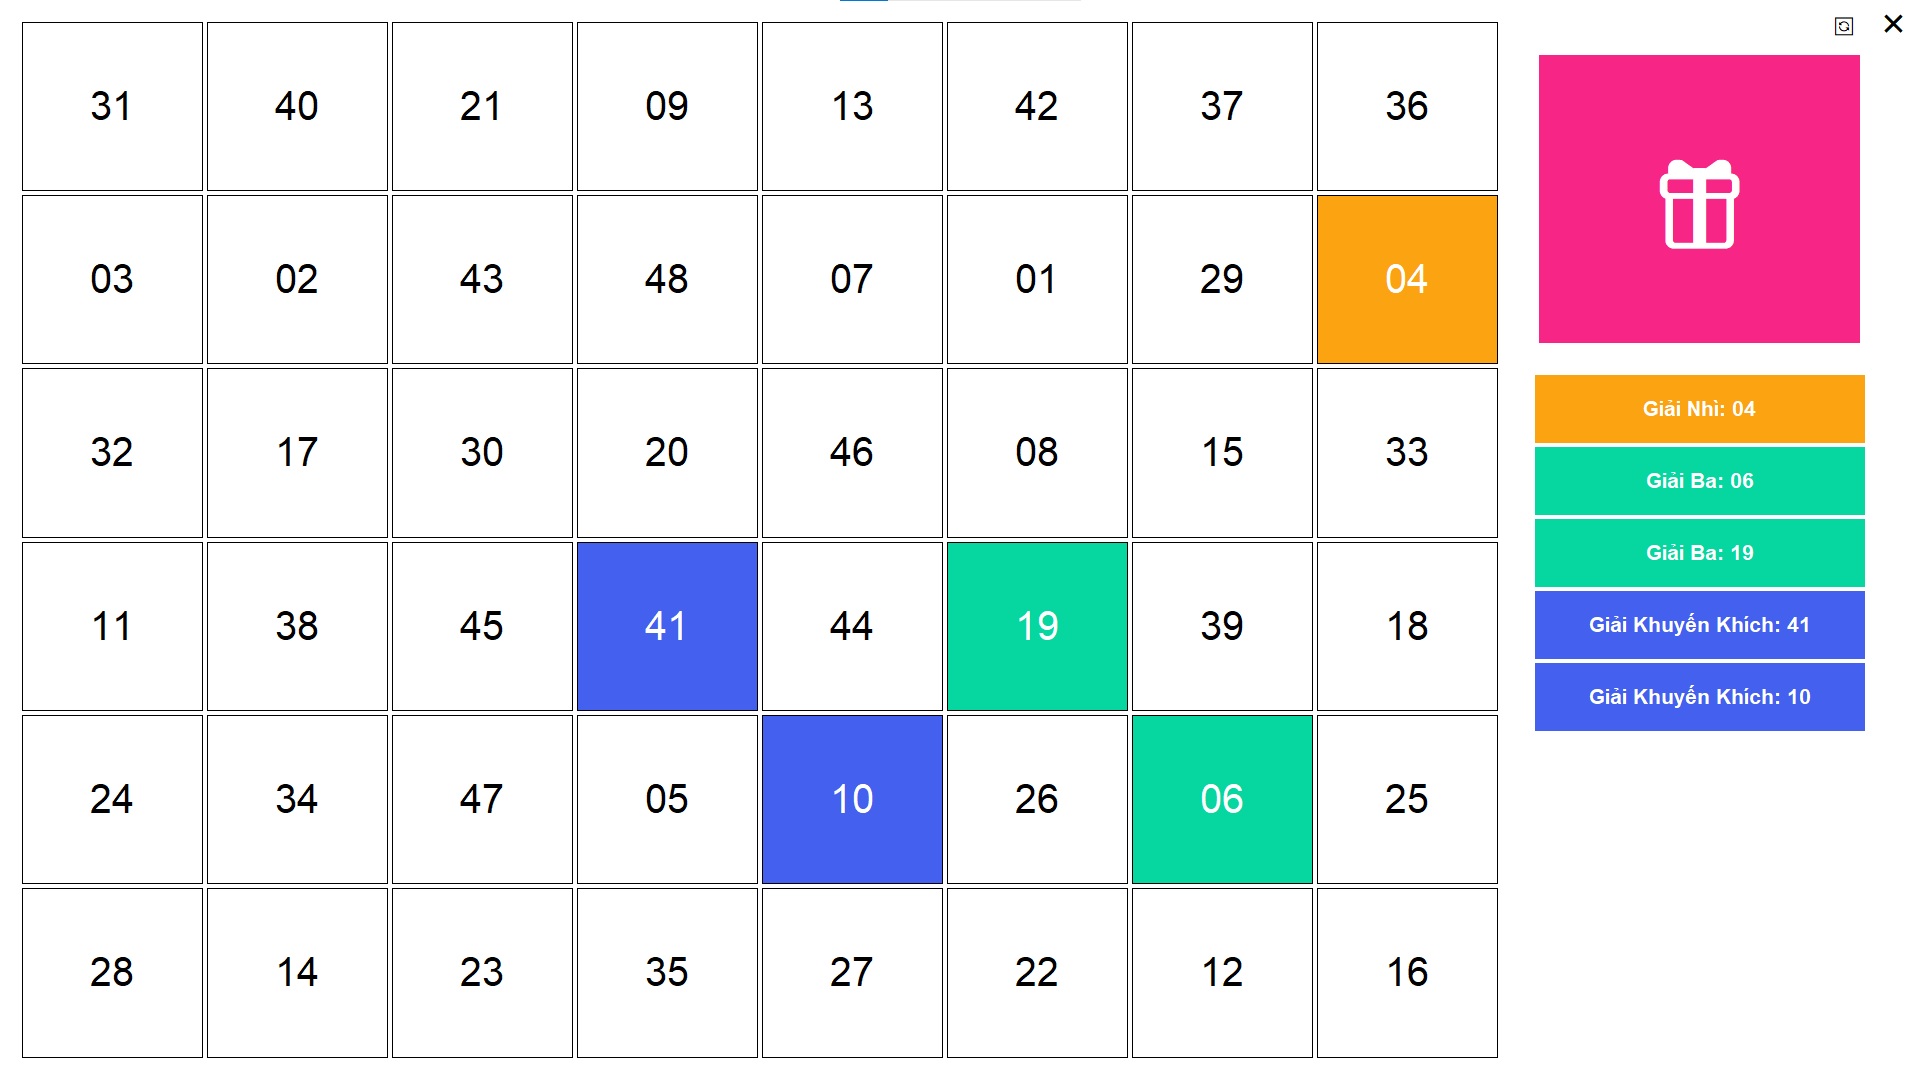 31 40 21 09 13 42 37 36
03 02 43 48 07 01 29 04
32 17 30 20 46 08 15 33
11 38 45 41 44 19 39 18
24 34 47 05 10 26 06 25
28 14 23 35 27 22 12 16
Giải Nhì: 04
Giải Ba: 06
Giải Ba: 19
Giải Khuyến Khích: 41
Giải Khuyến Khích: 10